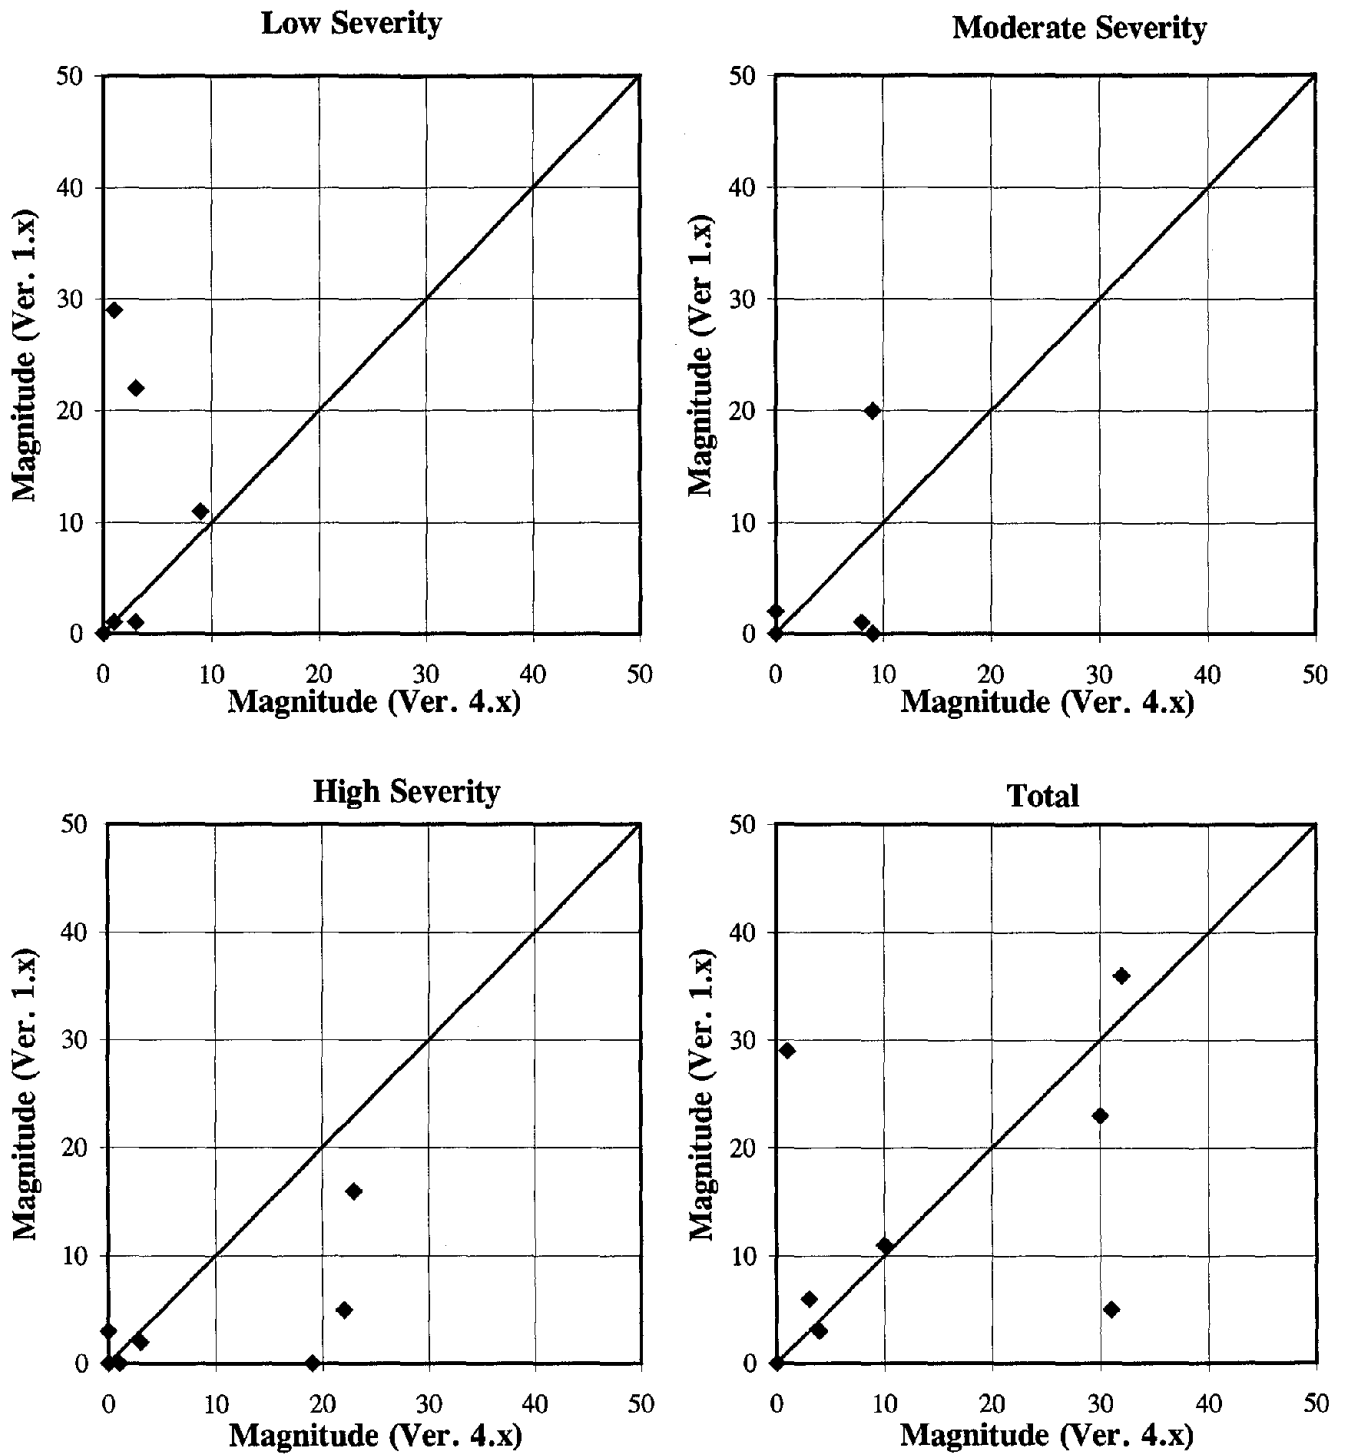 Low Severity
50
40
30
20
10
0
Magnitude (Ver. 1.x)
0 10 20 30 40 50
Magnitude (Ver. 4.x)
Moderate Severity
50
40
30
20
10
0
Magnitude (Ver 1.x)
0 10 20 30 40 50
Magnitude (Ver. 4.x)
High Severity
50
40
30
20
10
0
Magnitude (Ver. 1.x)
0 10 20 30 40 50
Magnitude (Ver. 4.x)
Total
50
40
30
20
10
0
Magnitude (Ver. 1.x)
0 10 20 30 40 50
Magnitude (Ver. 4.x)